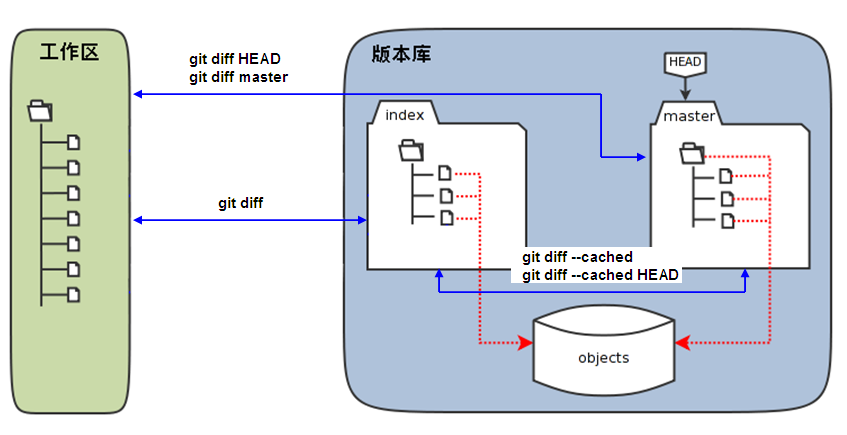 工作区
git diff HEAD
git diff master
版本库
HEAD
index
master
git diff
git diff --cached
git diff --cached HEAD
objects